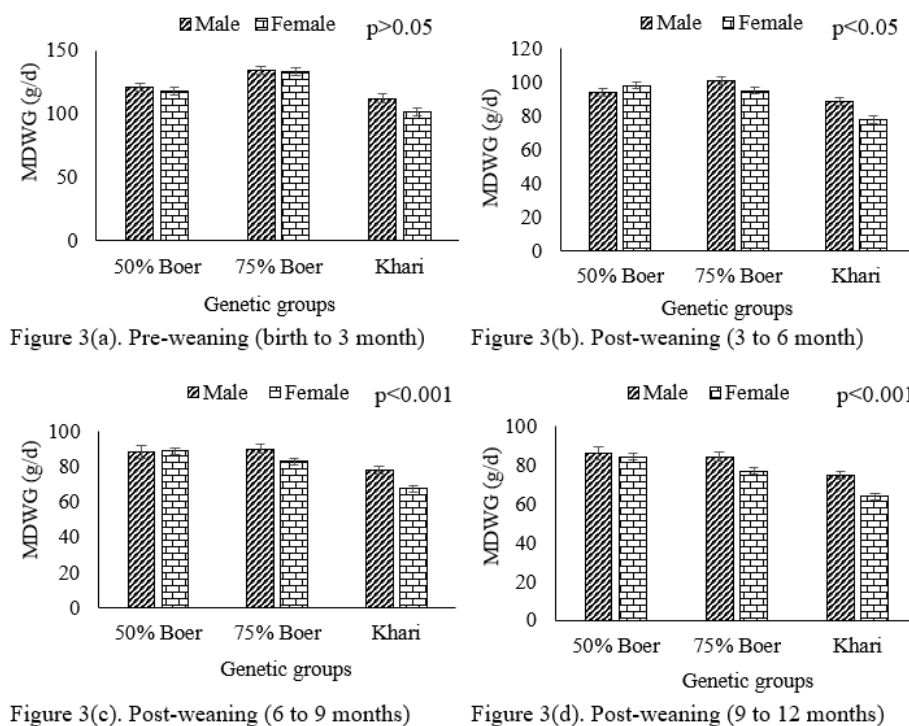 Male Female p>0.05
150
100
50
0
MDWG (g/d)
50% Boer 75% Boer Khari
Genetic groups
Figure 3(a). Pre-weaning (birth to 3 month)
Male Female p<0.05
120
100
80
60
40
20
0
MDWG (g/d)
50% Boer 75% Boer Khari
Genetic groups
Figure 3(b). Post-weaning (3 to 6 month)
Male Female p<0.001
100
80
60
40
20
0
MDWG (g/d)
50% Boer 75% Boer Khari
Genetic groups
Figure 3(c). Post-weaning (6 to 9 months)
Male Female p<0.001
100
80
60
40
20
0
MDWG (g/d)
50% Boer 75% Boer Khari
Genetic groups
Figure 3(d). Post-weaning (9 to 12 months)